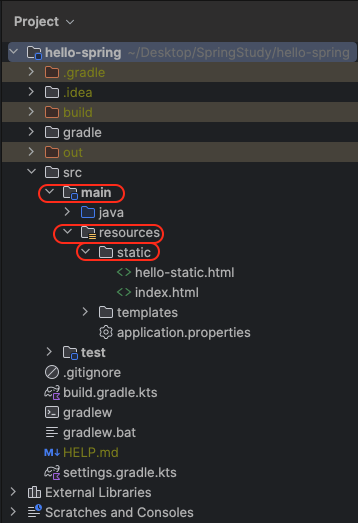 Project
hello-spring ~/Desktop/SpringStudy/hello-spring
.gradle
.idea
build
gradle
out
src
main
java
resources
static
<> hello-static.html
<> index.html
templates
application.properties
test
.gitignore
build.gradle.kts
gradlew
gradlew.bat
M↓ HELP.md
settings.gradle.kts
External Libraries
Scratches and Consoles